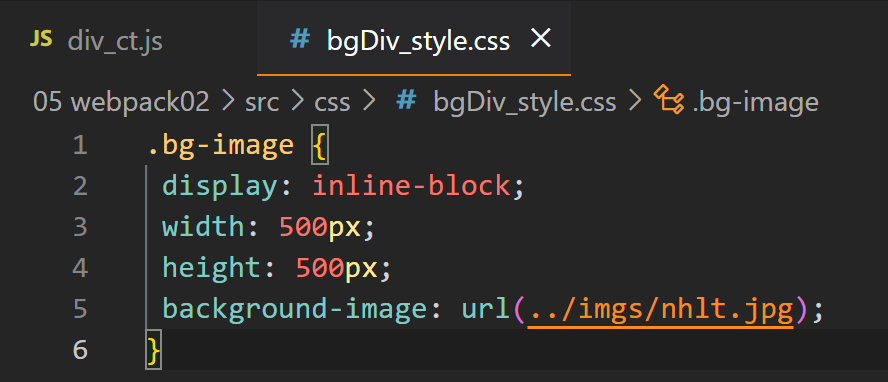 JS div_ct.js # bgDiv_style.css ×
05 webpack02 > src > css > # bgDiv_style.css > .bg-image
1 .bg-image {
2 display: inline-block;
3 width: 500px;
4 height: 500px;
5 background-image: url(../imgs/nhlt.jpg);
6 }